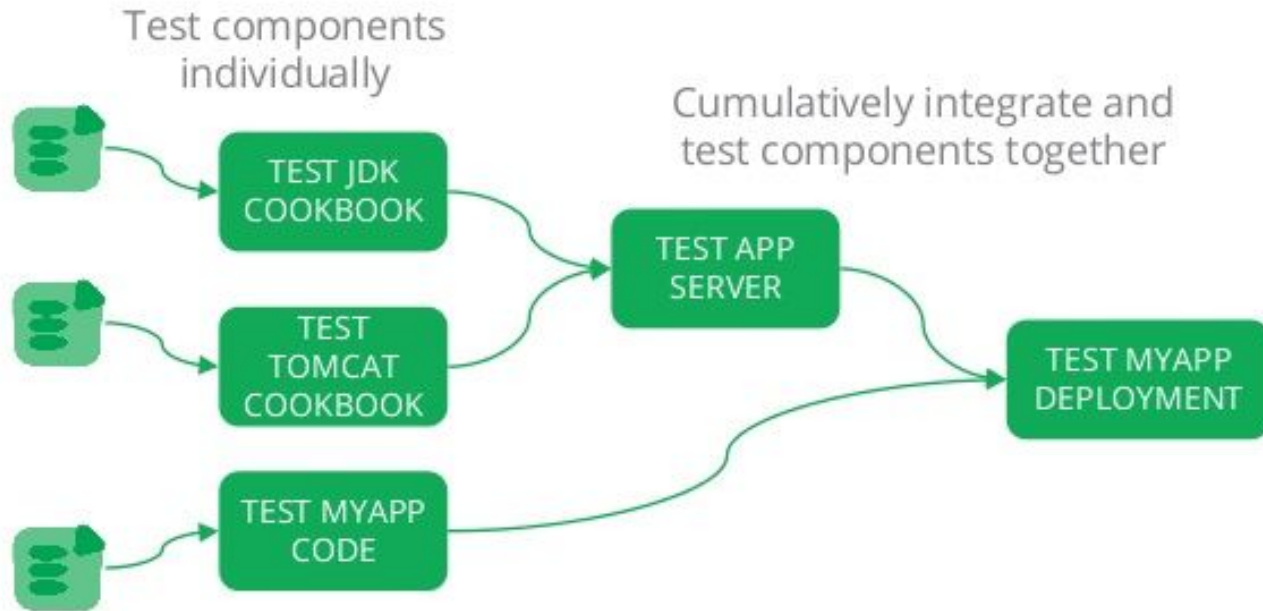 Test components
individually
Cumulatively integrate and
test components together
TEST JDK
COOKBOOK
TEST APP
SERVER
TEST
TOMCAT
COOKBOOK
TEST MYAPP
DEPLOYMENT
TEST MYAPP
CODE